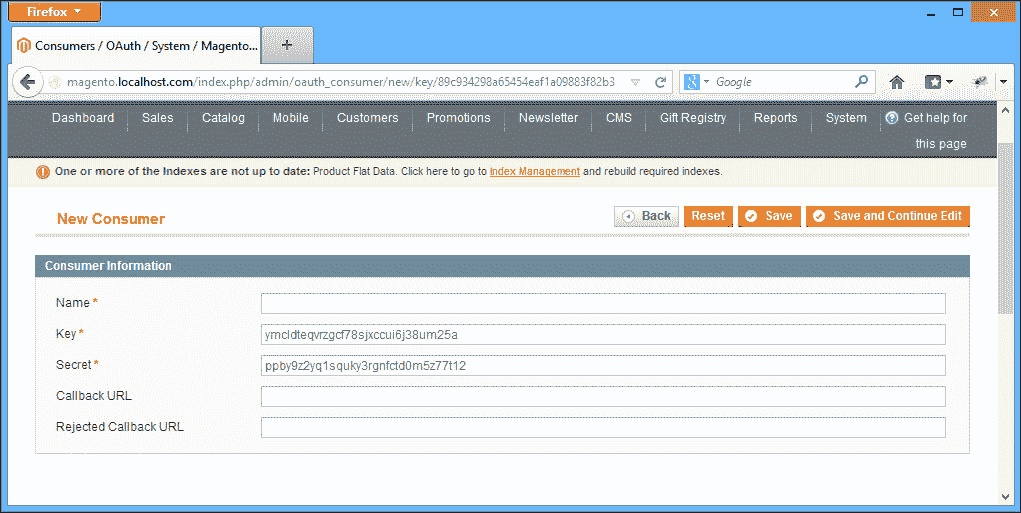 Firefox
Consumers / OAuth / System / Magento...
magento.localhost.com/index.php/admin/oauth_consumer/new/key/89c934298a65454eaf1a09883f82b3
Google
Dashboard Sales Catalog Mobile Customers Promotions Newsletter CMS Gift Registry Reports System Get help for
this page
One or more of the Indexes are not up to date: Product Flat Data. Click here to go to Index Management and rebuild required indexes.
New Consumer Back Reset Save Save and Continue Edit
Consumer Information
Name *
Key * ymcldteqvrzgcf78sjxccui6j38um25a
Secret * ppby9z2yq1squky3rgnfctd0m5z77t12
Callback URL
Rejected Callback URL